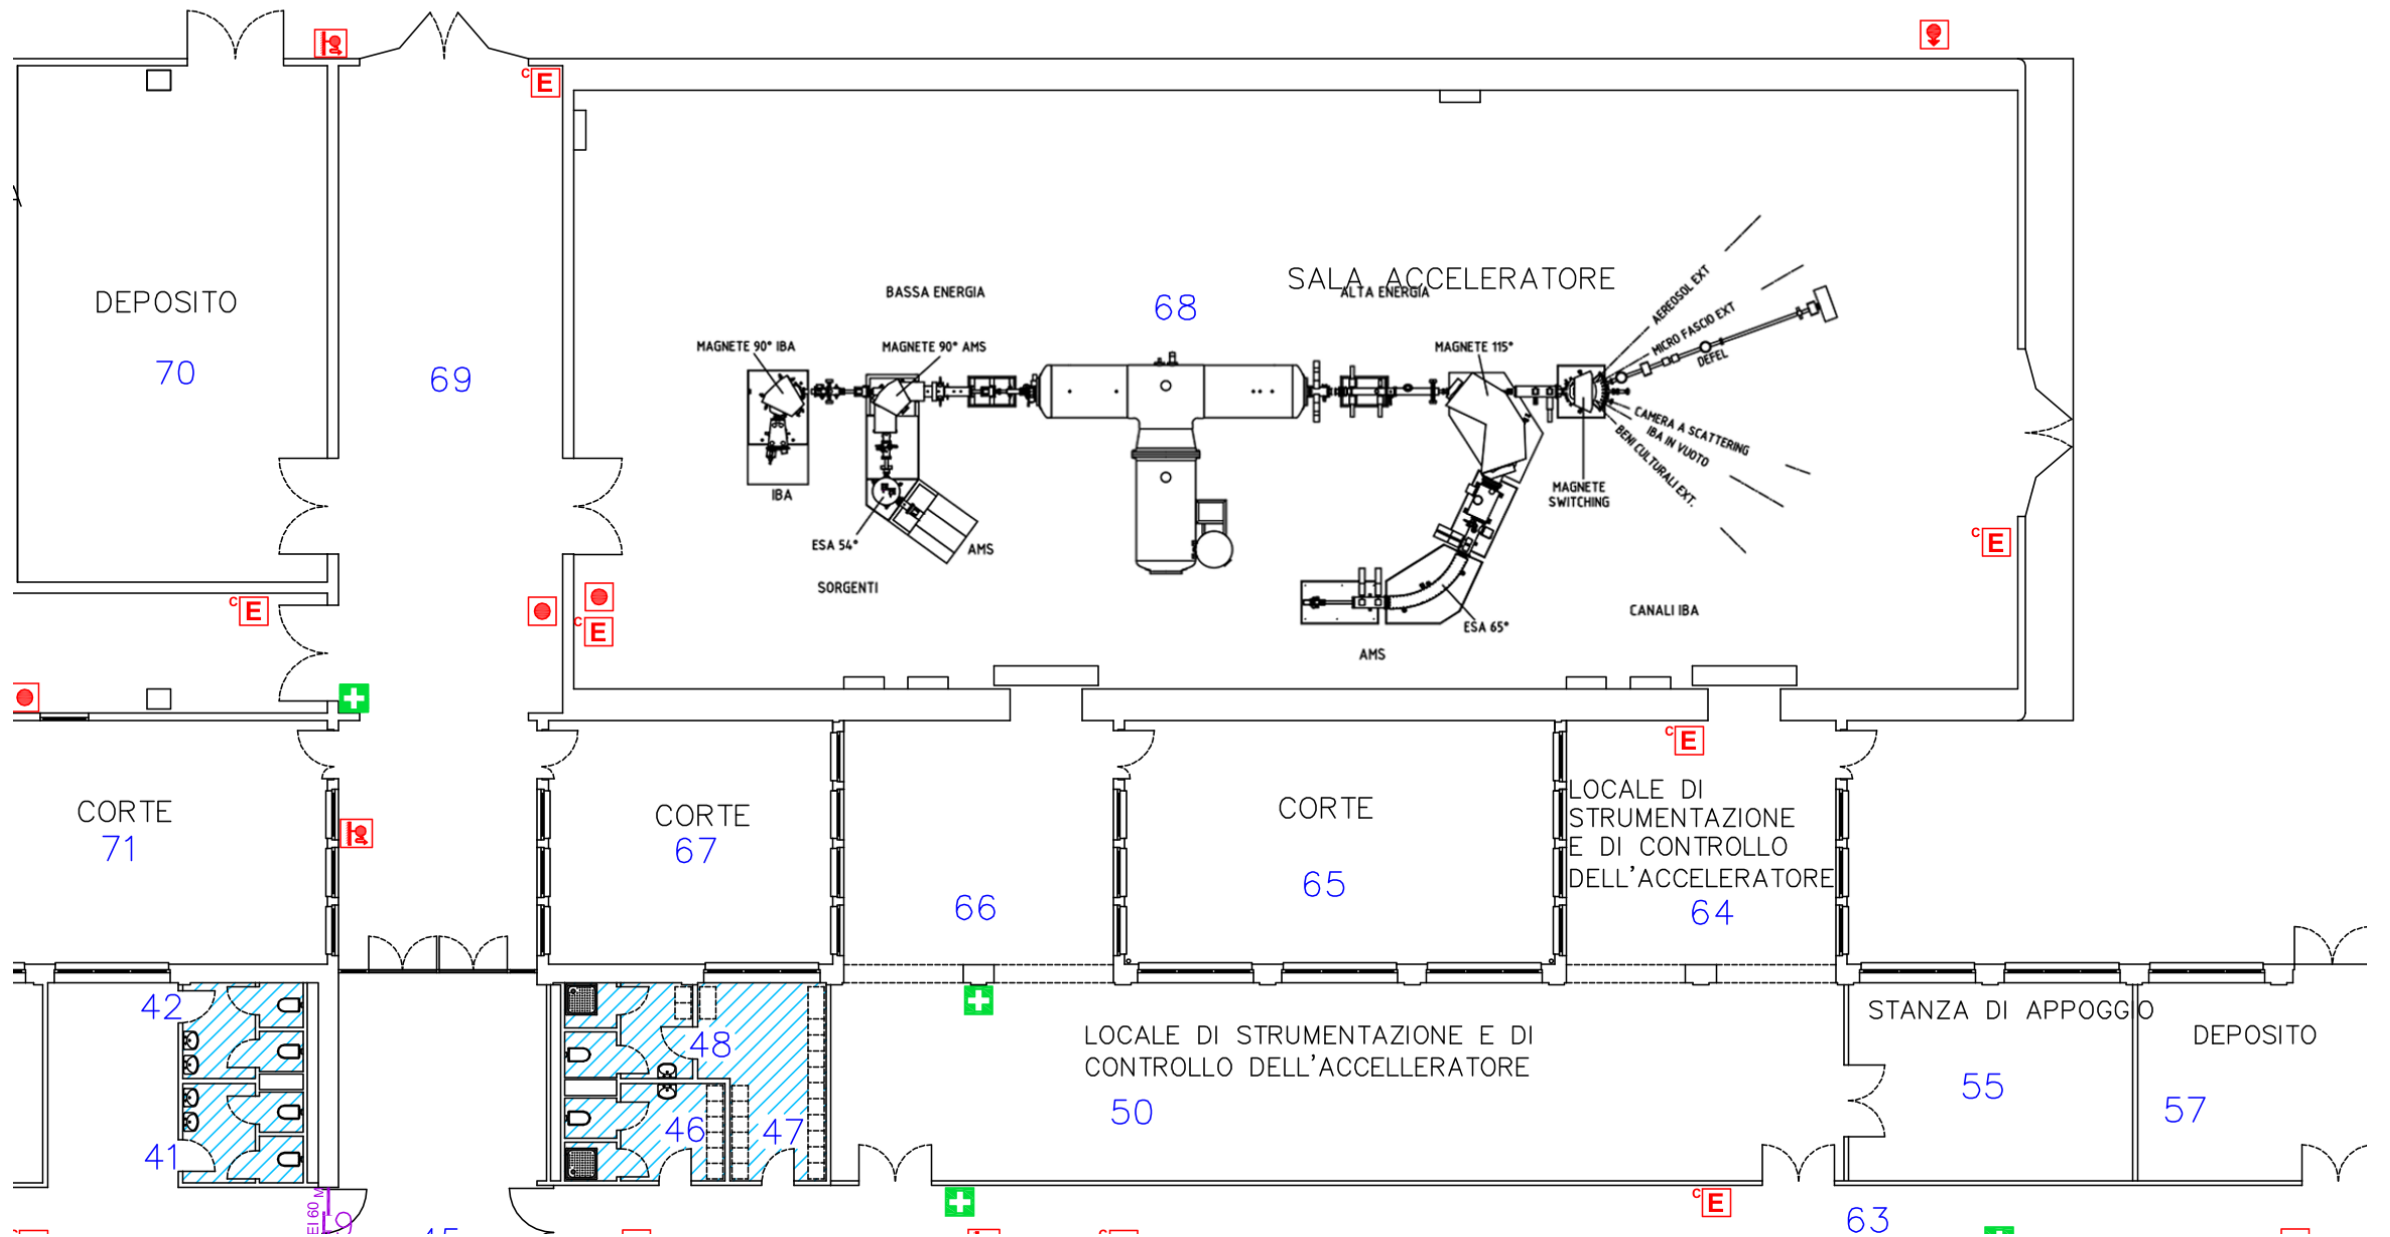 C E
DEPOSITO
70
69
SALA ACCELERATORE
BASSA ENERGIA
68
ALTA ENERGIA
MAGNETE 90° IBA
MAGNETE 90° AMS
MAGNETE 115°
AEREOSOL EXT
MICRO FASCIO EXT
DEFEL
CAMERA A SCATTERING
IBA IN VUOTO
BENI CULTURALI EXT.
MAGNETE
SWITCHING
IBA
ESA 54°
AMS
SORGENTI
C E
C E
C E
CANALI IBA
ESA 65°
AMS
C E
CORTE
71
CORTE
67
66
CORTE
65
LOCALE DI
STRUMENTAZIONE
E DI CONTROLLO
DELL'ACCELERATORE
64
42
41
48
46
47
LOCALE DI STRUMENTAZIONE E DI
CONTROLLO DELL'ACCELLERATORE
50
STANZA DI APPOGGIO
55
DEPOSITO
57
EI 60
M
19
C E
63